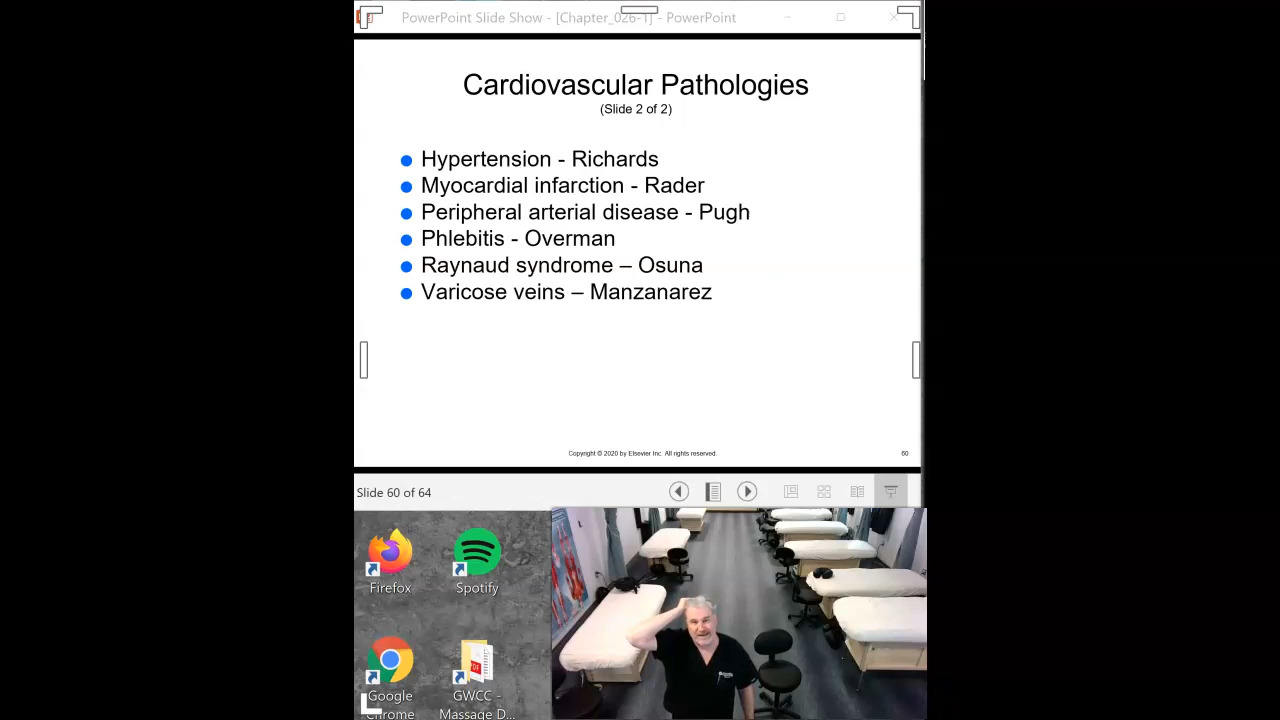 PowerPoint Slide Show - [Chapter_026-1] - PowerPoint
Cardiovascular Pathologies
(Slide 2 of 2)
Hypertension - Richards
Myocardial infarction - Rader
Peripheral arterial disease - Pugh
Phlebitis - Overman
Raynaud syndrome – Osuna
Varicose veins – Manzanarez
Copyright © 2020 by Elsevier Inc. All rights reserved.
60
Slide 60 of 64
Firefox
Spotify
Google
Chrome
GWCC -
Massage D...